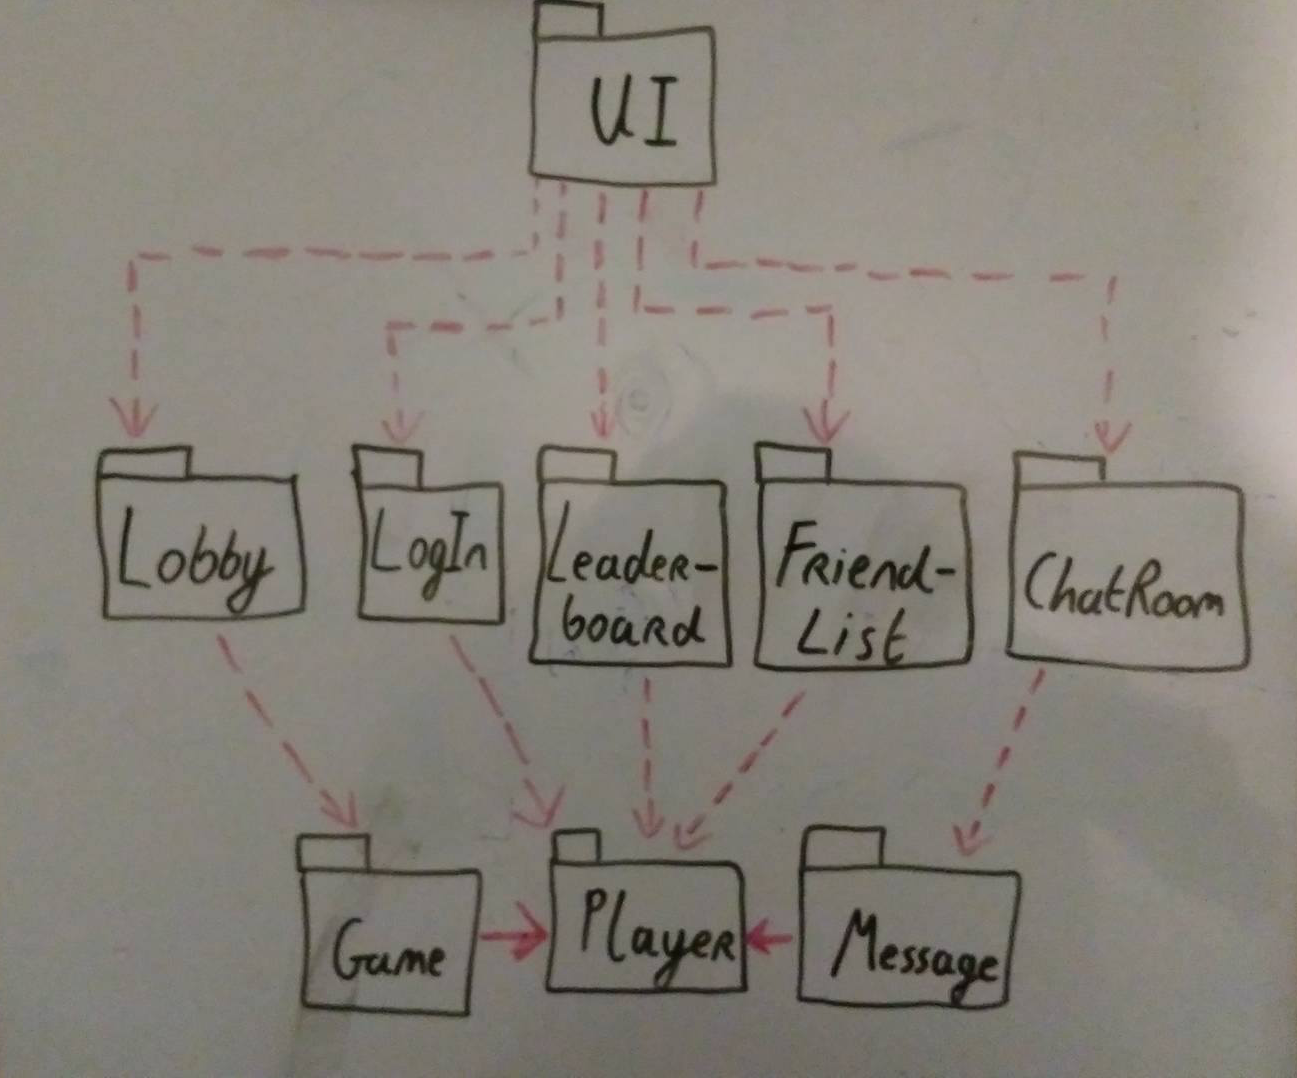 UI
Lobby
LogIn
Leader-
board
Friend-
List
ChatRoom
Game
Player
Message